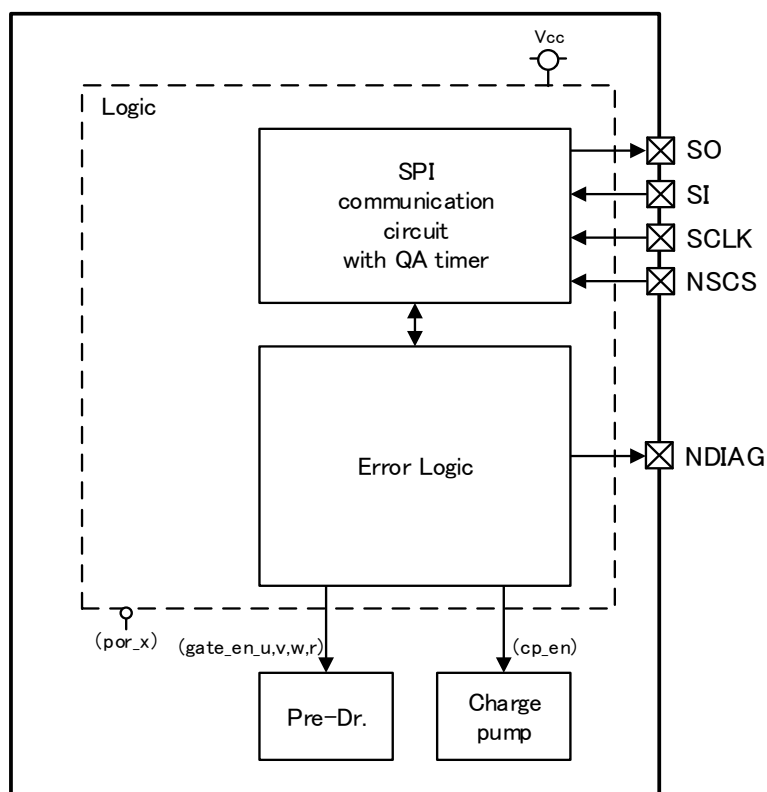 Vcc
Logic
SPI
communication
circuit
with QA timer
SO
SI
SCLK
NSCS
Error Logic
NDIAG
(por_x)
(gate_en_u,v,w,r)
(cp_en)
Pre-Dr.
Charge
pump